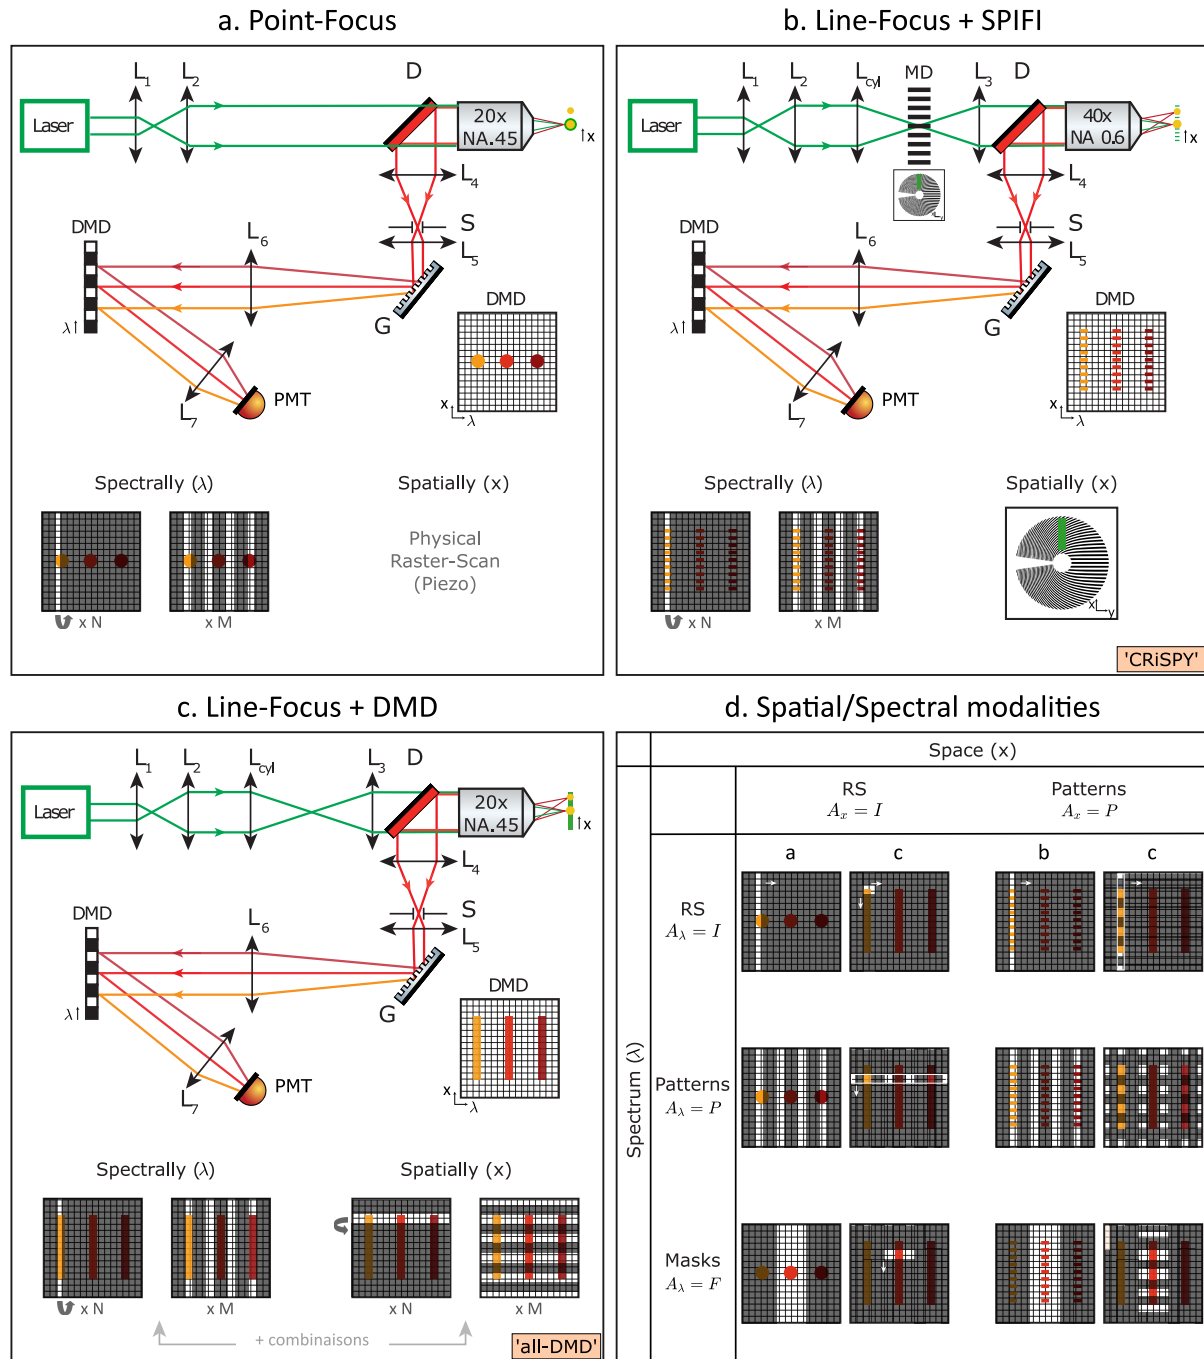 a. Point-Focus
L1 L2 D
Laser
20x
NA.45
x
L4
S
L5
DMD
L6
λ
G
DMD
x
λ
L7
PMT
Spectrally (λ)
Spatially (x)
Physical
Raster-Scan
(Piezo)
x N
x M
b. Line-Focus + SPIFI
L1 L2 Lcyl MD L3 D
Laser
40x
NA 0.6
x
L4
S
L5
DMD
L6
λ
G
DMD
x
λ
L7
PMT
Spectrally (λ)
Spatially (x)
x
y
x N
x M
'CRiSPY'
c. Line-Focus + DMD
L1 L2 Lcyl L3 D
Laser
20x
NA.45
x
L4
S
L5
DMD
L6
λ
G
DMD
x
λ
L7
PMT
Spectrally (λ)
Spatially (x)
x N
x M
x N
x M
+ combinaisons
'all-DMD'
d. Spatial/Spectral modalities
Space (x)
RS
Patterns
Ax = I
Ax = P
a c b c
Spectrum (λ)
RS
Aλ = I
Patterns
Aλ = P
Masks
Aλ = F